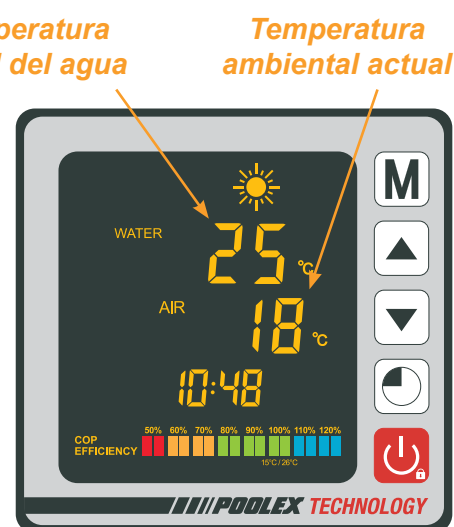 Temperatura
del agua
ambiental actual
M
WATER 25 °C
AIR 18 °C
10:48
50% 60% 70% 80% 90% 100% 110% 120%
COP
EFFICIENCY
15°C / 26°C
POOLEX TECHNOLOGY